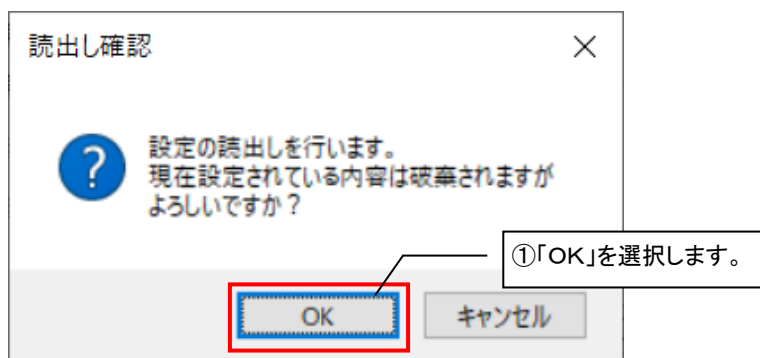 読出し確認
設定の読出しを行います。
現在設定されている内容は破棄されますが
よろしいですか？
①「OK」を選択します。
OK
キャンセル